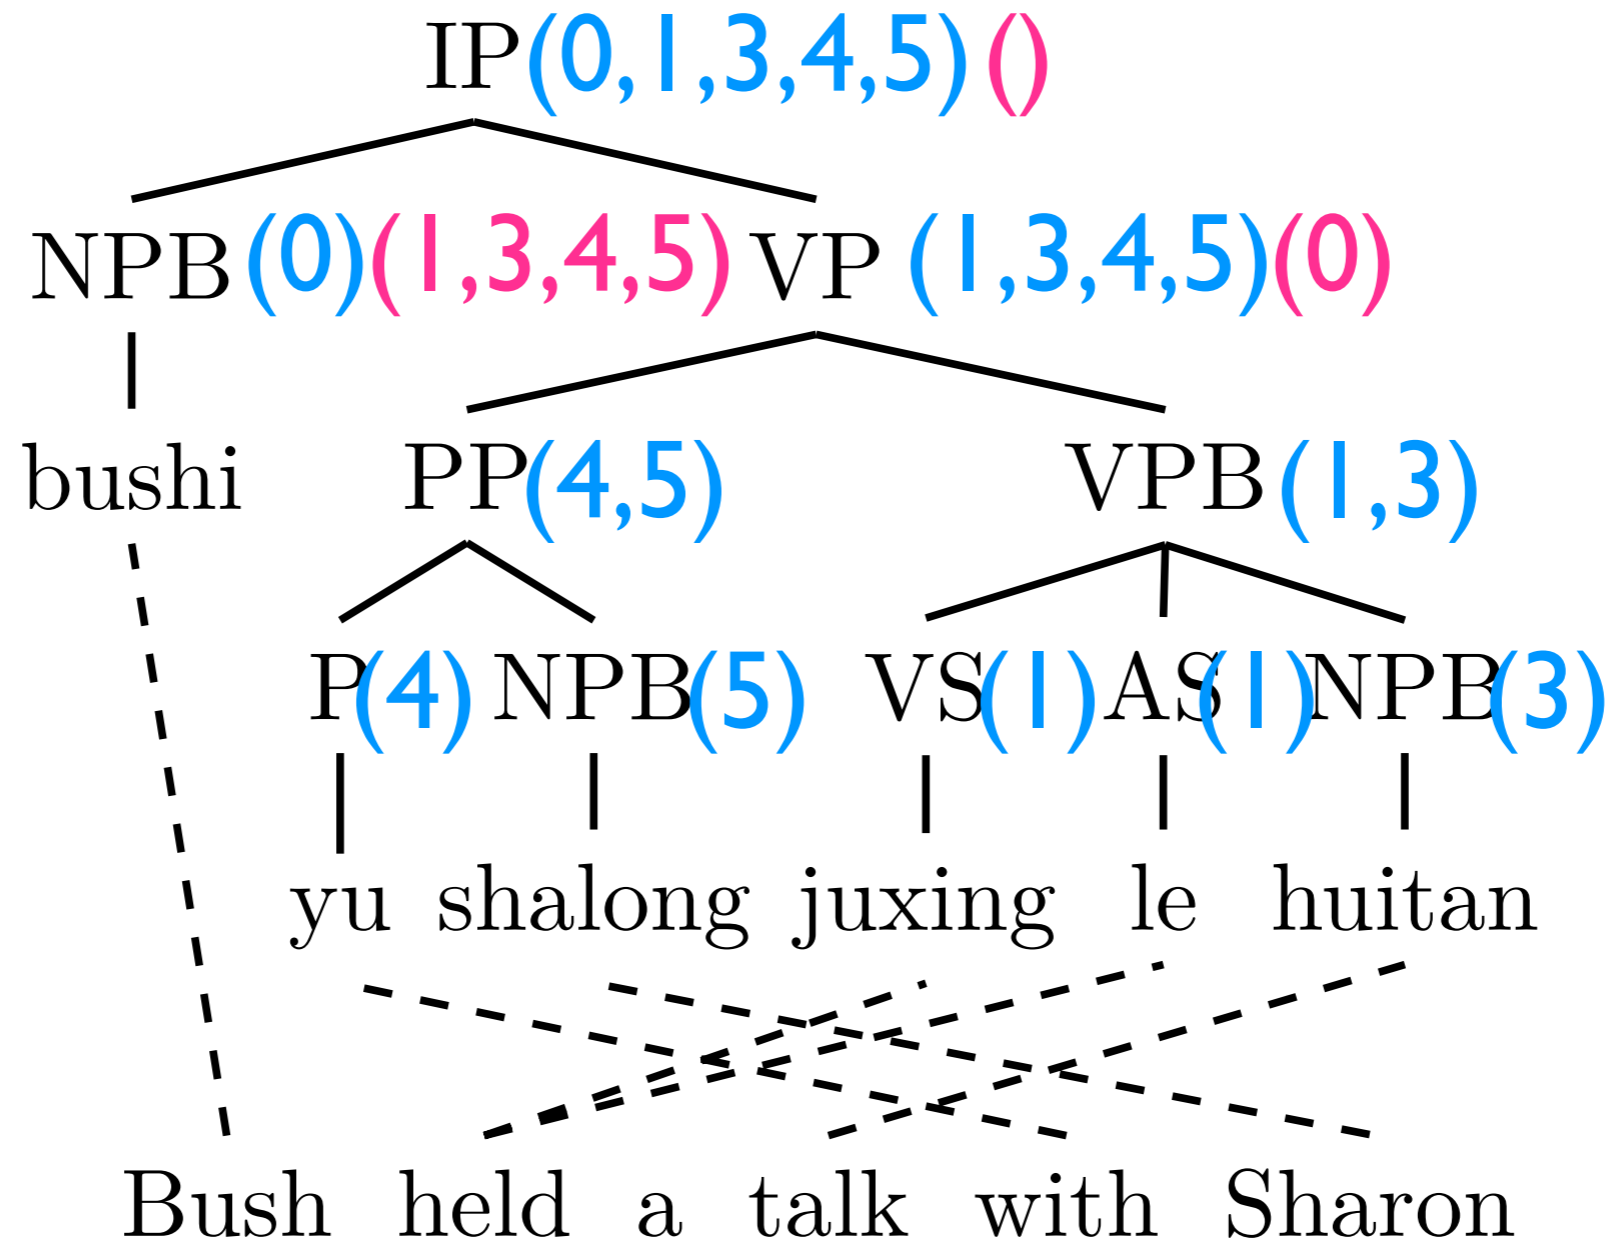 IP(0,1,3,4,5)()
NPB(0)(1,3,4,5) VP (1,3,4,5)(0)
bushi PP(4,5) VPB(1,3)
P(4) NPB(5) VS(1) AS(1) NPB(3)
yu shalong juxing le huitan
Bush held a talk with Sharon